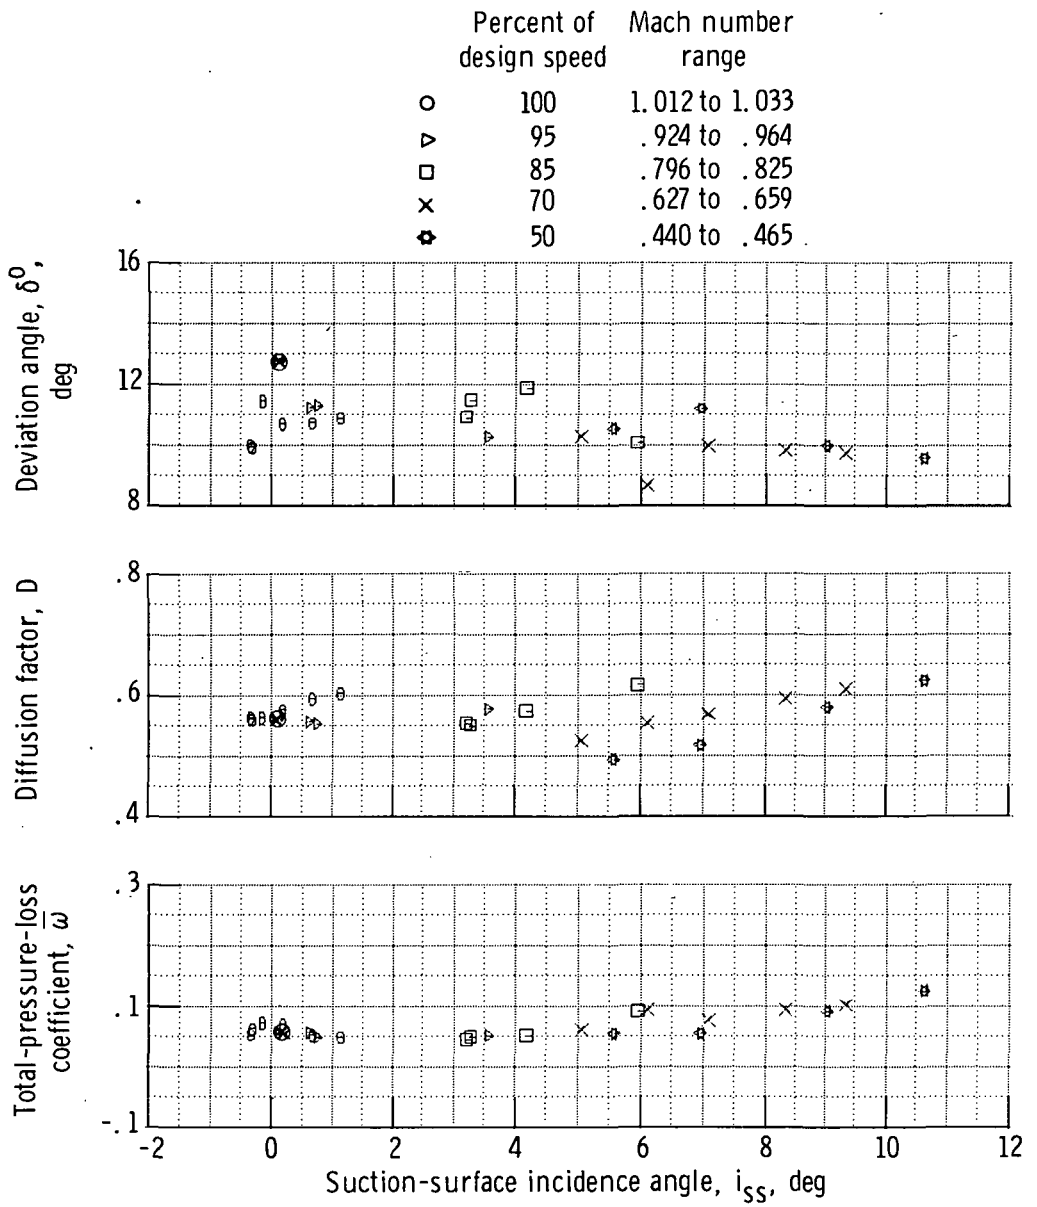 Percent of design speed
Mach number range
100 1.012 to 1.033
95 .924 to .964
85 .796 to .825
70 .627 to .659
50 .440 to .465
16
12
8
Deviation angle, δ°, deg
.8
.6
.4
Diffusion factor, D
.3
.1
-.1
Total-pressure-loss coefficient, ω̅
-2 0 2 4 6 8 10 12
Suction-surface incidence angle, iss, deg